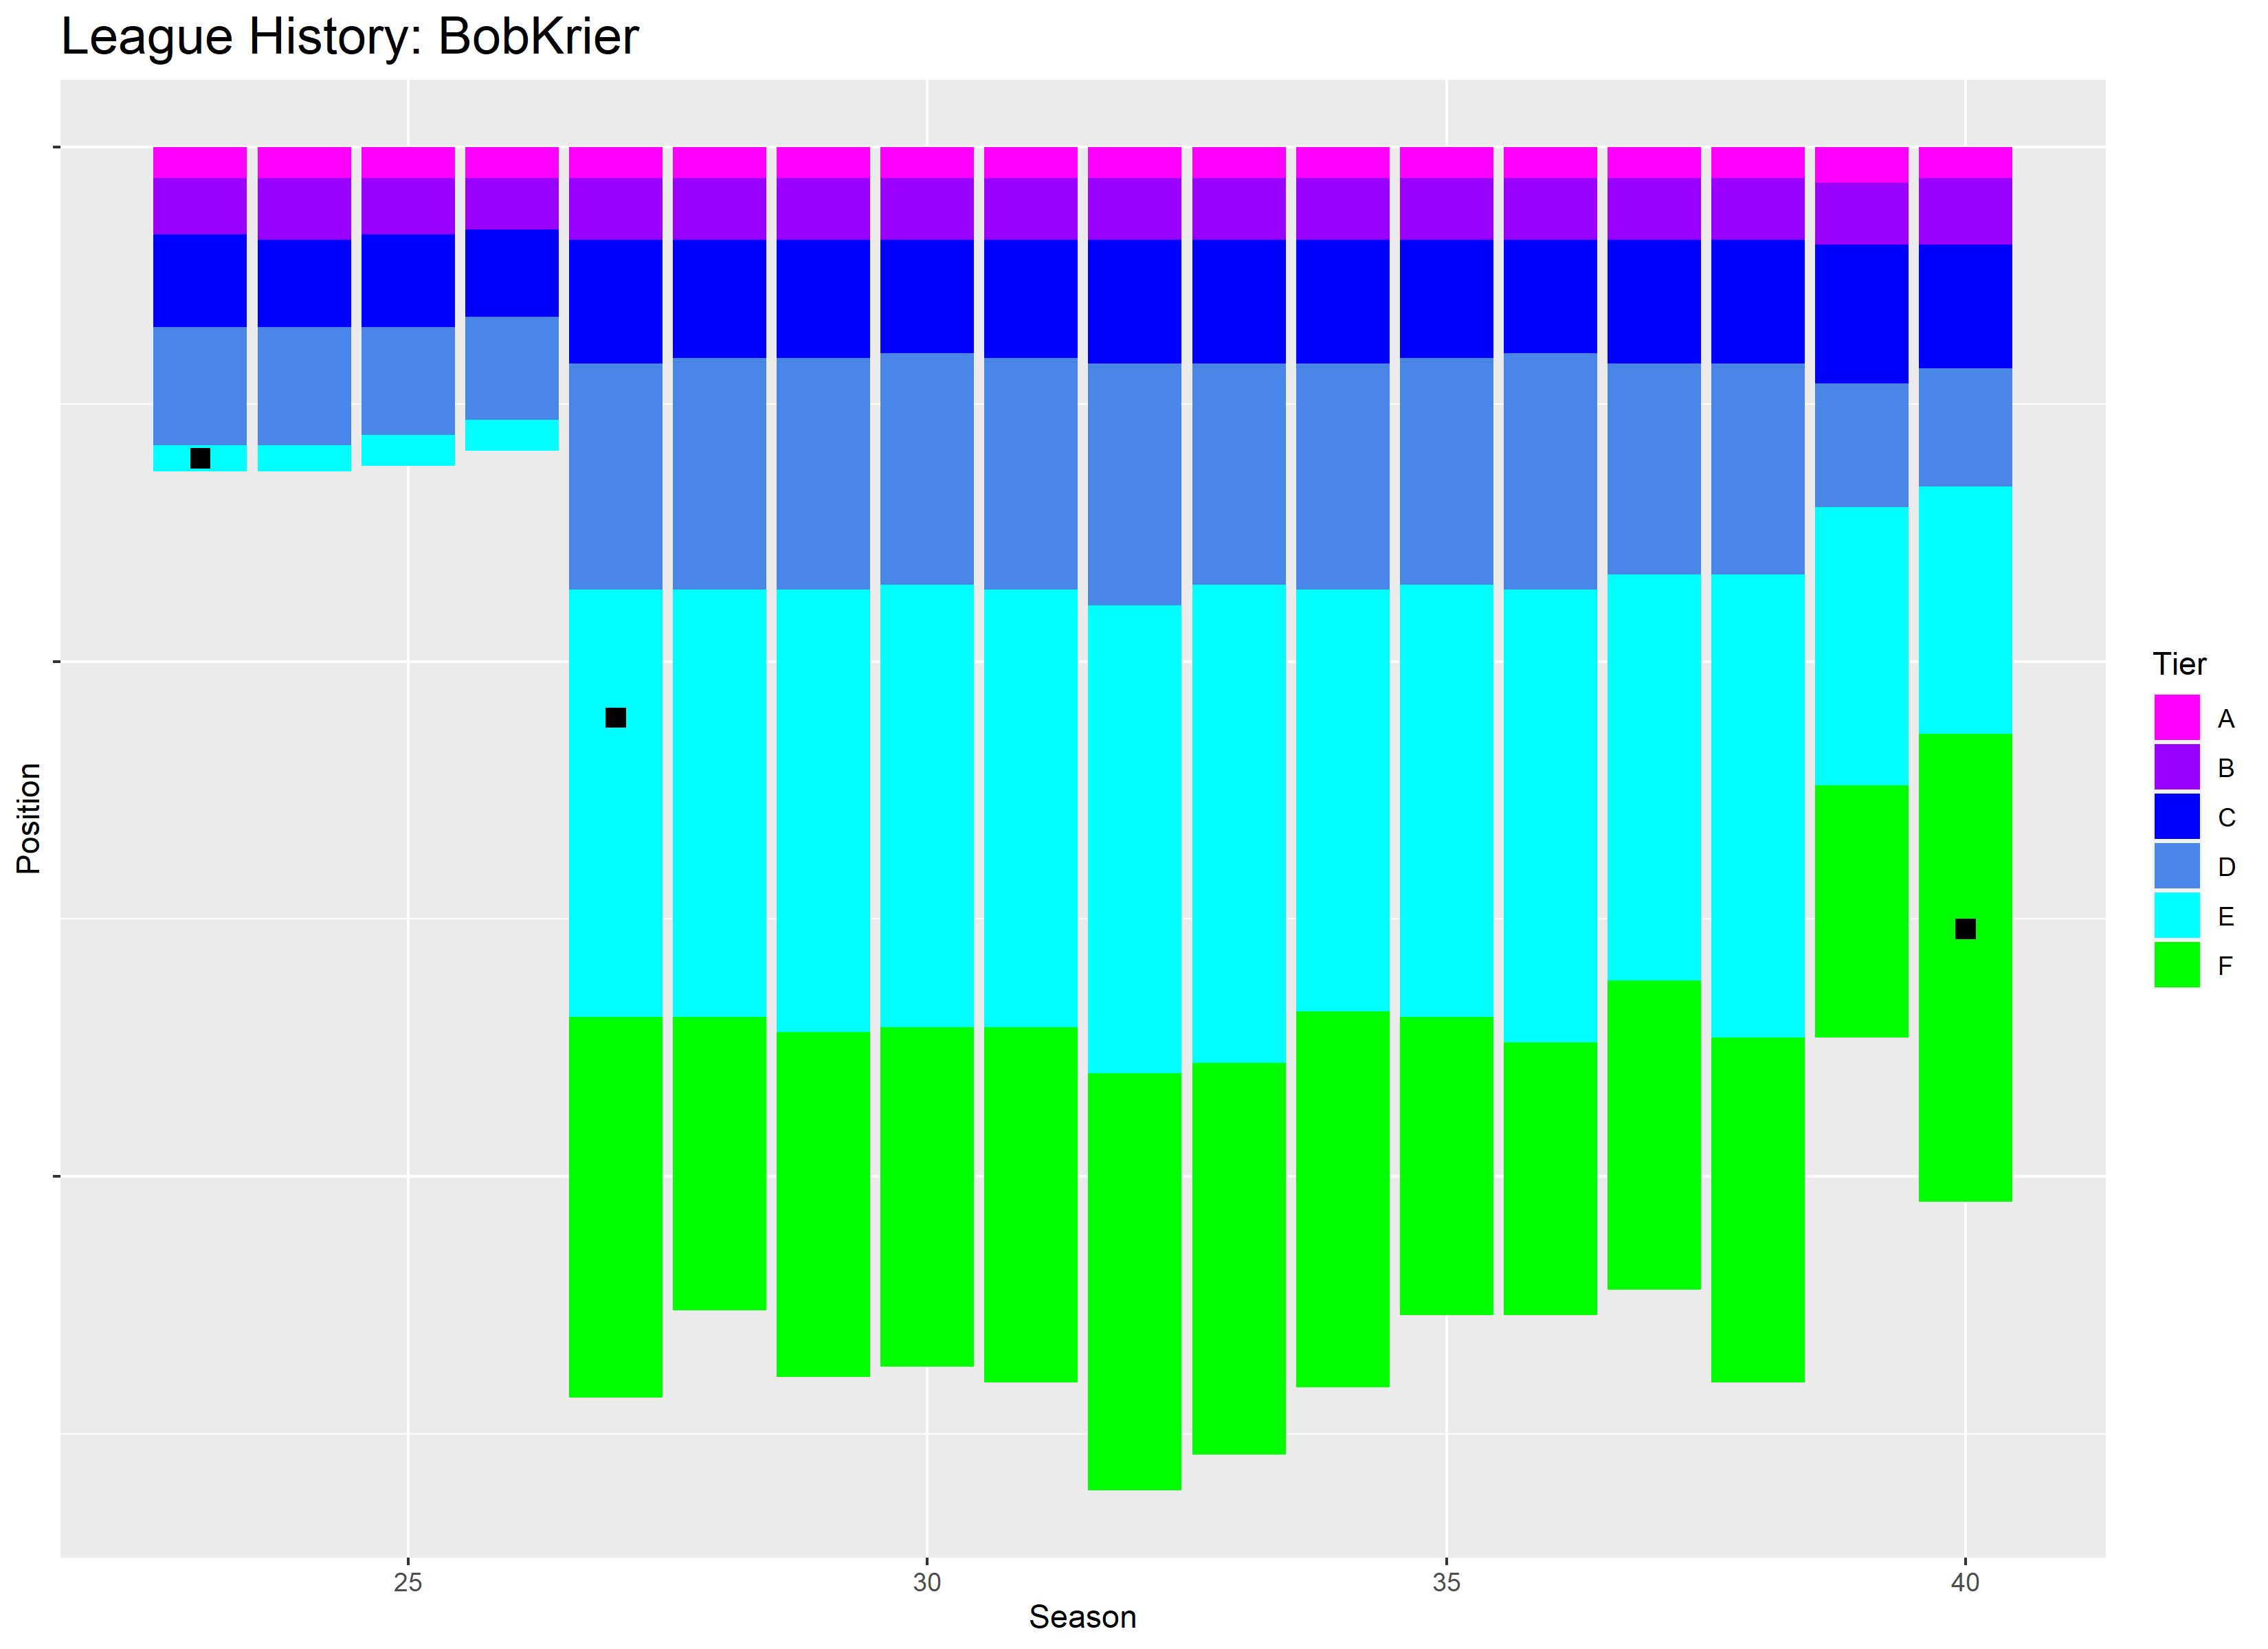 League History: BobKrier
Position
25
30
35
40
Season
Tier
A
B
C
D
E
F